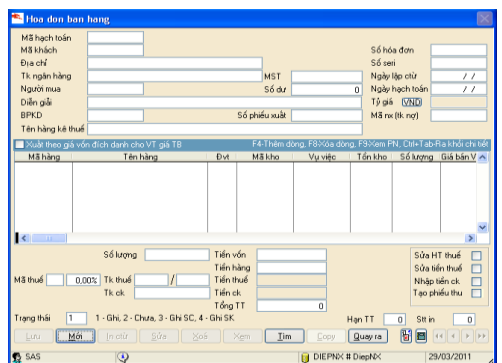 Hoa don ban hang
Mã hạch toán
Mã khách Số hóa đơn
Địa chỉ Số seri
Tk ngân hàng MST Ngày lập ctừ / /
Người mua Số dư 0 Ngày hạch toán / /
Diễn giải Tỷ giá VND
BPKD Số phiếu xuất Mã nx (tk nợ)
Tên hàng kê thuế
Xuất theo giá vốn đích danh cho VT giá TB F4-Thêm dòng, F8-Xóa dòng, F9-Xem PN, Ctrl+Tab-Ra khỏi chi tiết
Mã hàng Tên hàng Đvt Mã kho Vụ việc Tồn kho Số lượng Giá bán V
Số lượng Tiền vốn Sửa HT thuế
Tiền hàng Sửa tiền thuế
Mã thuế 0,00% Tk thuế / Tiền thuế Nhập tiền ck
Tk ck Tiền ck Tạo phiếu thu
Tổng TT 0
Trạng thái 1 1 - Ghi, 2 - Chưa, 3 - Ghi SC, 4 - Ghi SK Hạn TT 0 Stt in 0
Lưu Mới In ctừ Sửa Xoá Xem Tìm Copy Quay ra
SAS DIEPNX # DiepNX 29/29